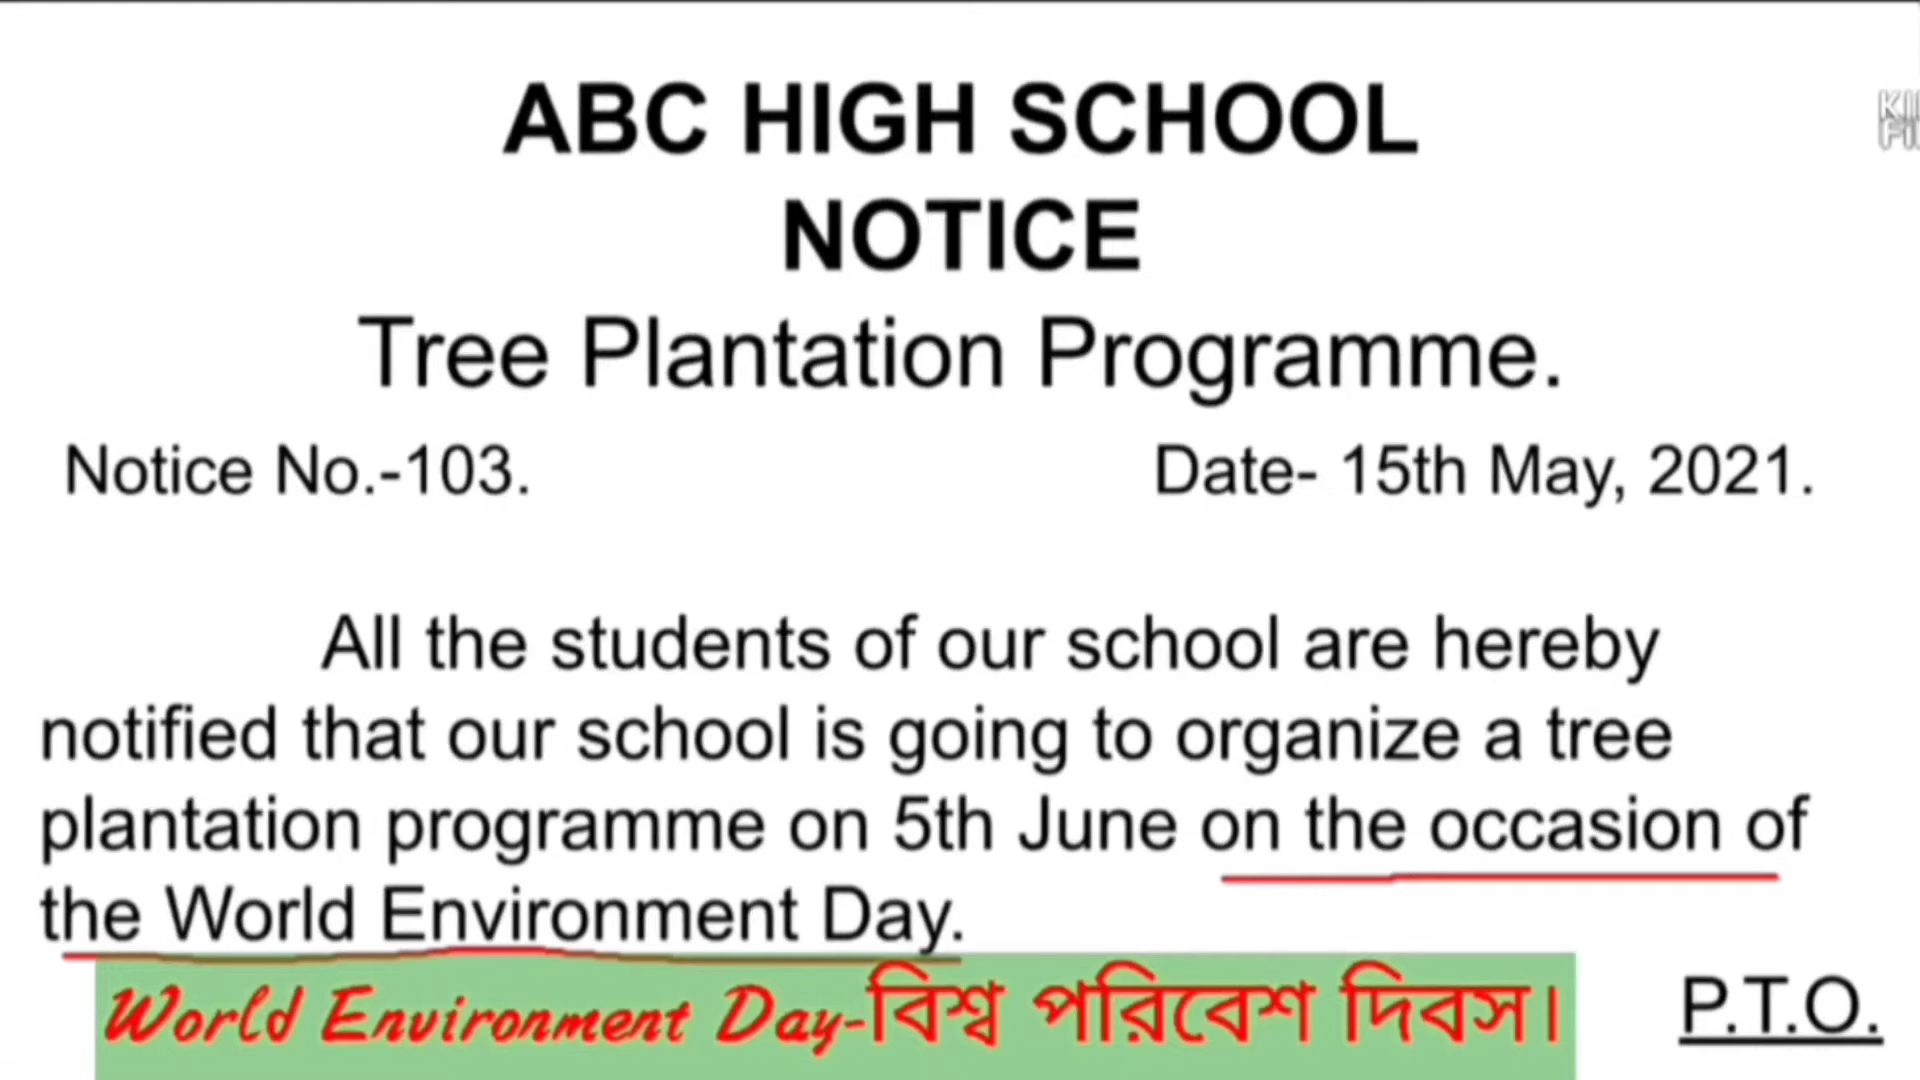 ABC HIGH SCHOOL
NOTICE
Tree Plantation Programme.
Notice No.-103. Date- 15th May, 2021.
All the students of our school are hereby
notified that our school is going to organize a tree
plantation programme on 5th June on the occasion of
the World Environment Day.
World Environment Day-বিশ্ব পরিবেশ দিবস।
P.T.O.